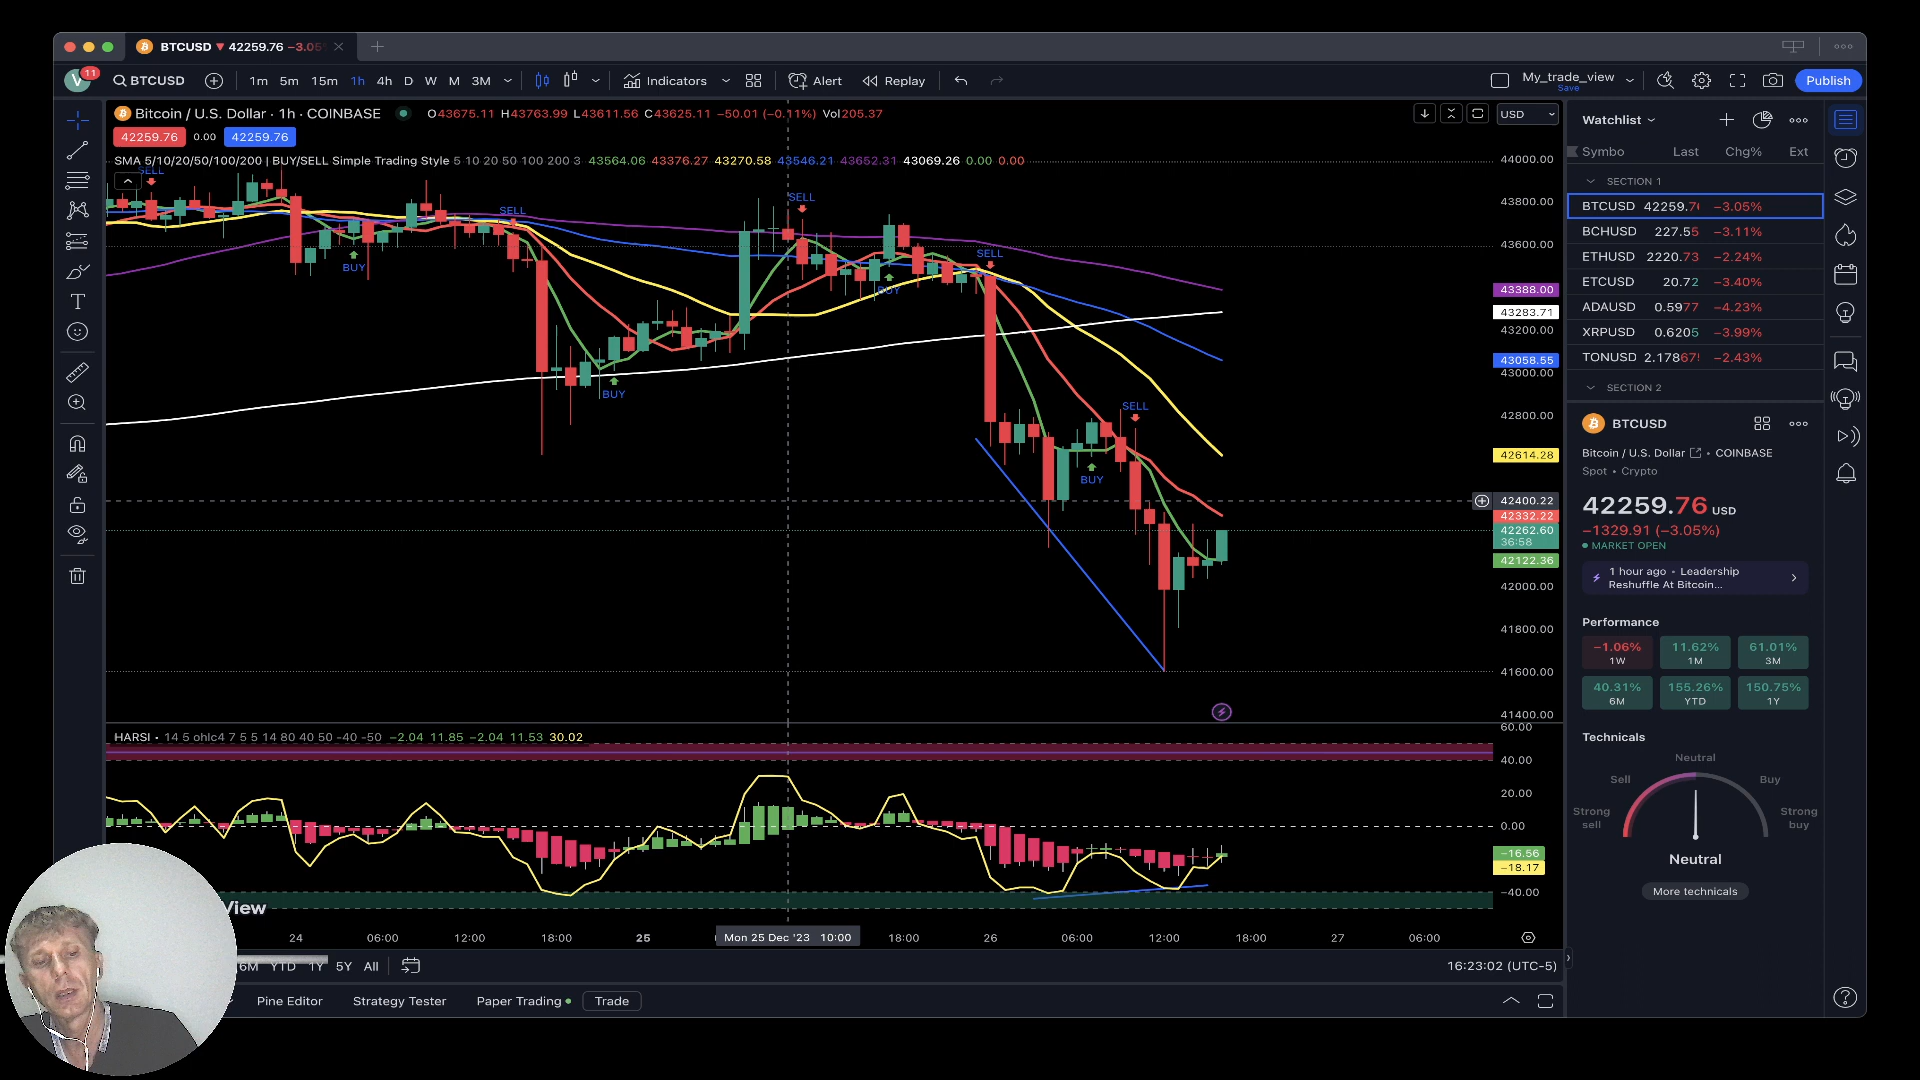 BTCUSD ▼ 42259.76 −3.05
V 11 BTCUSD 1m 5m 15m 1h 4h D W M 3M Indicators Alert Replay My_trade_view Save Publish
Bitcoin / U.S. Dollar · 1h · COINBASE O43675.11 H43763.99 L43611.56 C43625.11 −50.01 (−0.11%) Vol205.37
USD
42259.76 0.00 42259.76
SMA 5/10/20/50/100/200 | BUY/SELL Simple Trading Style 5 10 20 50 100 200 3 43564.06 43376.27 43270.58 43546.21 43652.31 43069.26 0.00 0.00
SELL
SELL
BUY
SELL
BUY
BUY
SELL
SELL
BUY
44000.00
43800.00
43600.00
43388.00
43283.71
43200.00
43058.55
43000.00
42800.00
42614.28
42400.22
42332.22
42262.60
36:58
42122.36
42000.00
41800.00
41600.00
41400.00
HARSI · 14 5 ohlc4 7 5 5 14 80 40 50 -40 -50 −2.04 11.85 −2.04 11.53 30.02
60.00
40.00
20.00
0.00
−16.56
−18.17
−40.00
View
24 06:00 12:00 18:00 25 Mon 25 Dec '23 10:00 18:00 26 06:00 12:00 18:00 27 06:00
6M YTD 1Y 5Y All 16:23:02 (UTC-5)
Pine Editor Strategy Tester Paper Trading Trade
Watchlist
Symbo Last Chg% Ext
SECTION 1
BTCUSD 42259.7 −3.05%
BCHUSD 227.55 −3.11%
ETHUSD 2220.73 −2.24%
ETCUSD 20.72 −3.40%
ADAUSD 0.5977 −4.23%
XRPUSD 0.6205 −3.99%
TONUSD 2.1786 −2.43%
SECTION 2
BTCUSD
Bitcoin / U.S. Dollar • COINBASE
Spot • Crypto
42259.76 USD
−1329.91 (−3.05%)
MARKET OPEN
1 hour ago • Leadership
Reshuffle At Bitcoin...
Performance
−1.06% 11.62% 61.01%
1W 1M 3M
40.31% 155.26% 150.75%
6M YTD 1Y
Technicals
Neutral
Sell Buy
Strong sell Strong buy
Neutral
More technicals